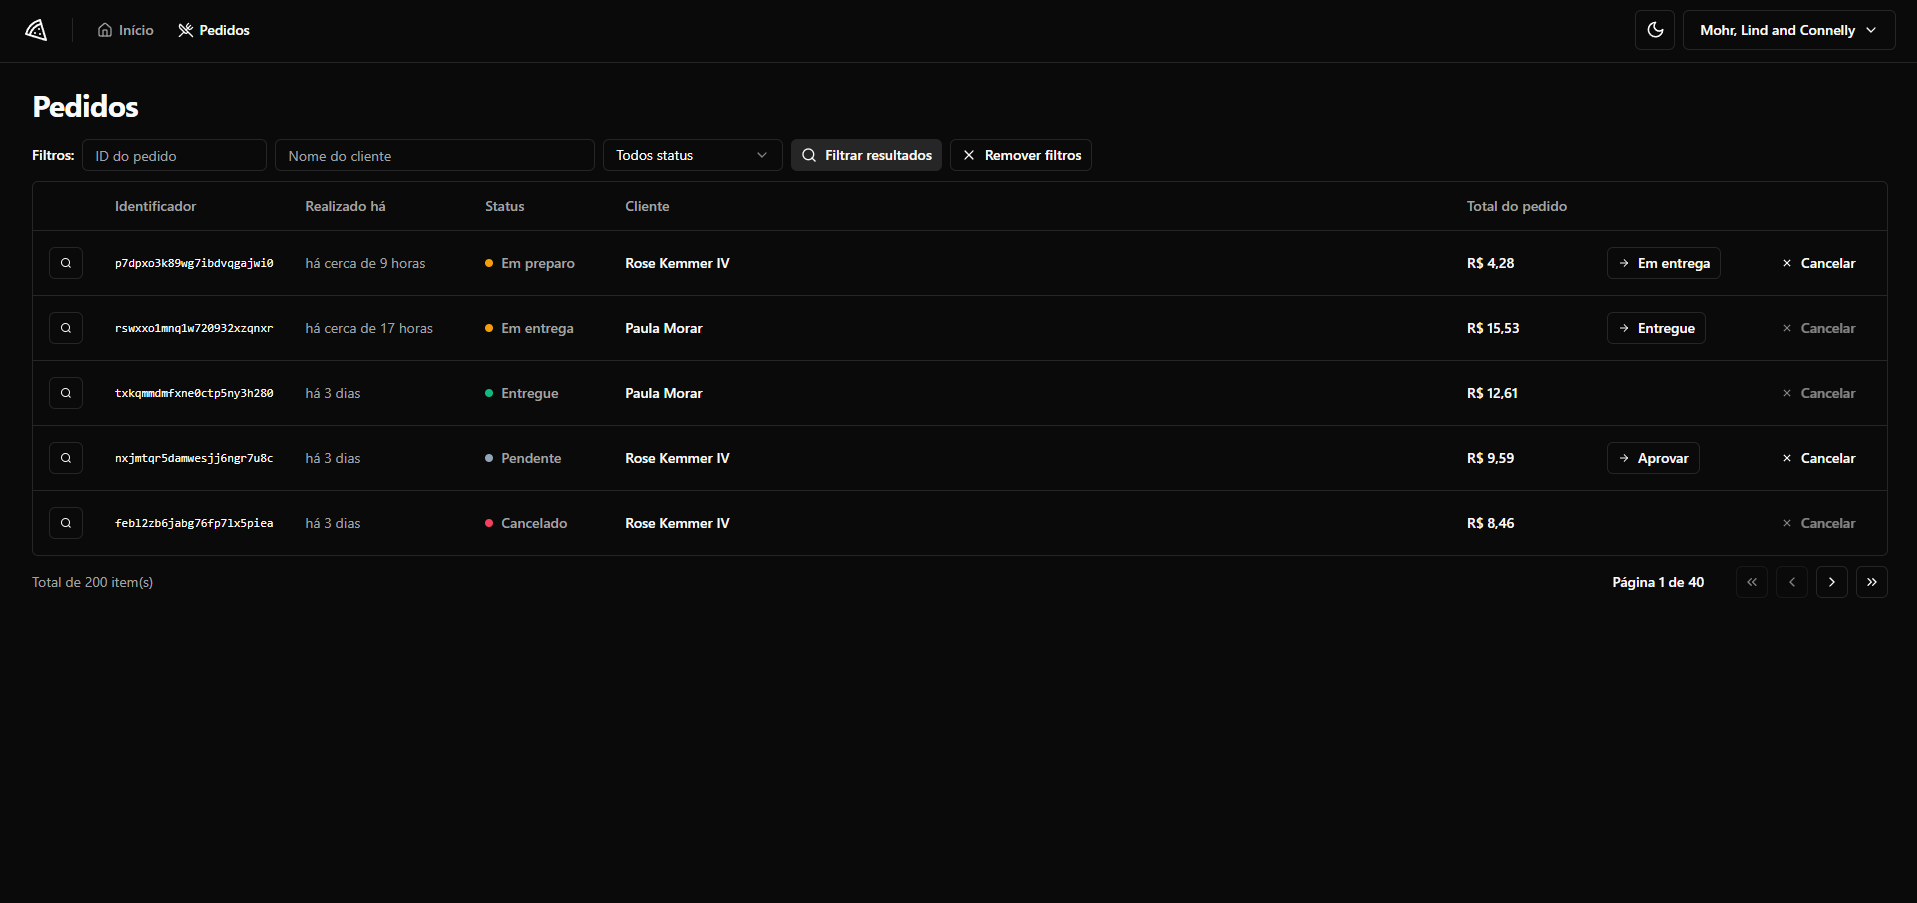 Início Pedidos Mohr, Lind and Connelly
Pedidos
Filtros: ID do pedido Nome do cliente Todos status Filtrar resultados Remover filtros
Identificador Realizado há Status Cliente Total do pedido
p7dpxo3k89wg7ibdvqgajwi0 há cerca de 9 horas Em preparo Rose Kemmer IV R$ 4,28 Em entrega Cancelar
rswxxo1mnq1w720932xzqnxr há cerca de 17 horas Em entrega Paula Morar R$ 15,53 Entregue Cancelar
txkqmmdmfxne0ctp5ny3h280 há 3 dias Entregue Paula Morar R$ 12,61 Cancelar
nxjmtqr5damwesjj6ngr7u8c há 3 dias Pendente Rose Kemmer IV R$ 9,59 Aprovar Cancelar
febl2zb6jabg76fp71x5piea há 3 dias Cancelado Rose Kemmer IV R$ 8,46 Cancelar
Total de 200 item(s) Página 1 de 40